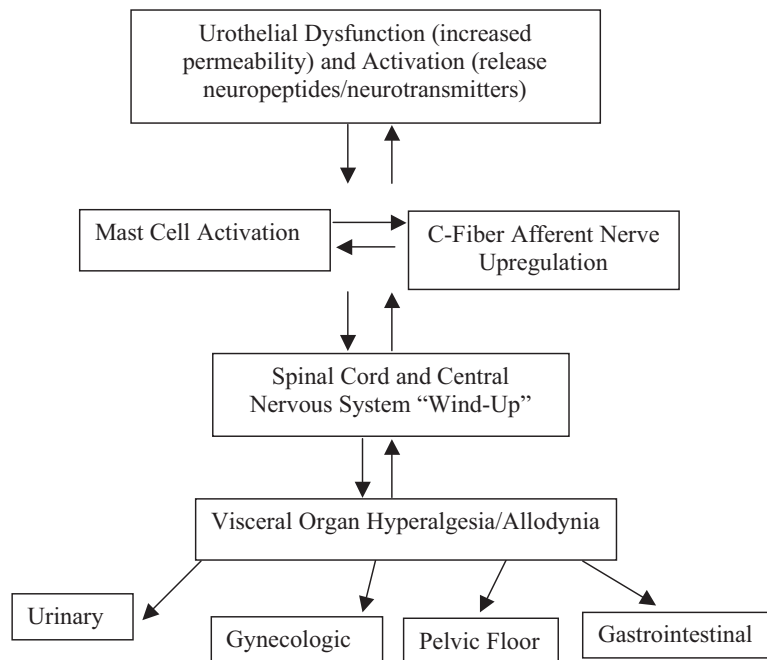 Urothelial Dysfunction (increased
permeability) and Activation (release
neuropeptides/neurotransmitters)
Mast Cell Activation
C-Fiber Afferent Nerve
Upregulation
Spinal Cord and Central
Nervous System “Wind-Up”
Visceral Organ Hyperalgesia/Allodynia
Urinary
Gynecologic
Pelvic Floor
Gastrointestinal